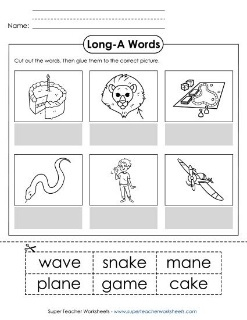 Name:
Long-A Words
Cut out the words, then glue them to the correct picture.
wave snake mane
plane game cake
Super Teacher Worksheets - www.superteacherworksheets.com